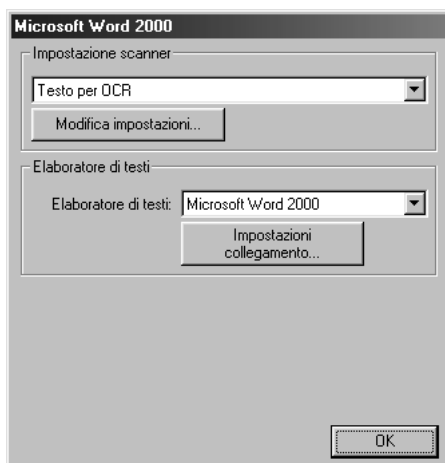 Microsoft Word 2000
Impostazione scanner
Testo per OCR
Modifica impostazioni...
Elaboratore di testi
Elaboratore di testi: Microsoft Word 2000
Impostazioni
collegamento...
OK